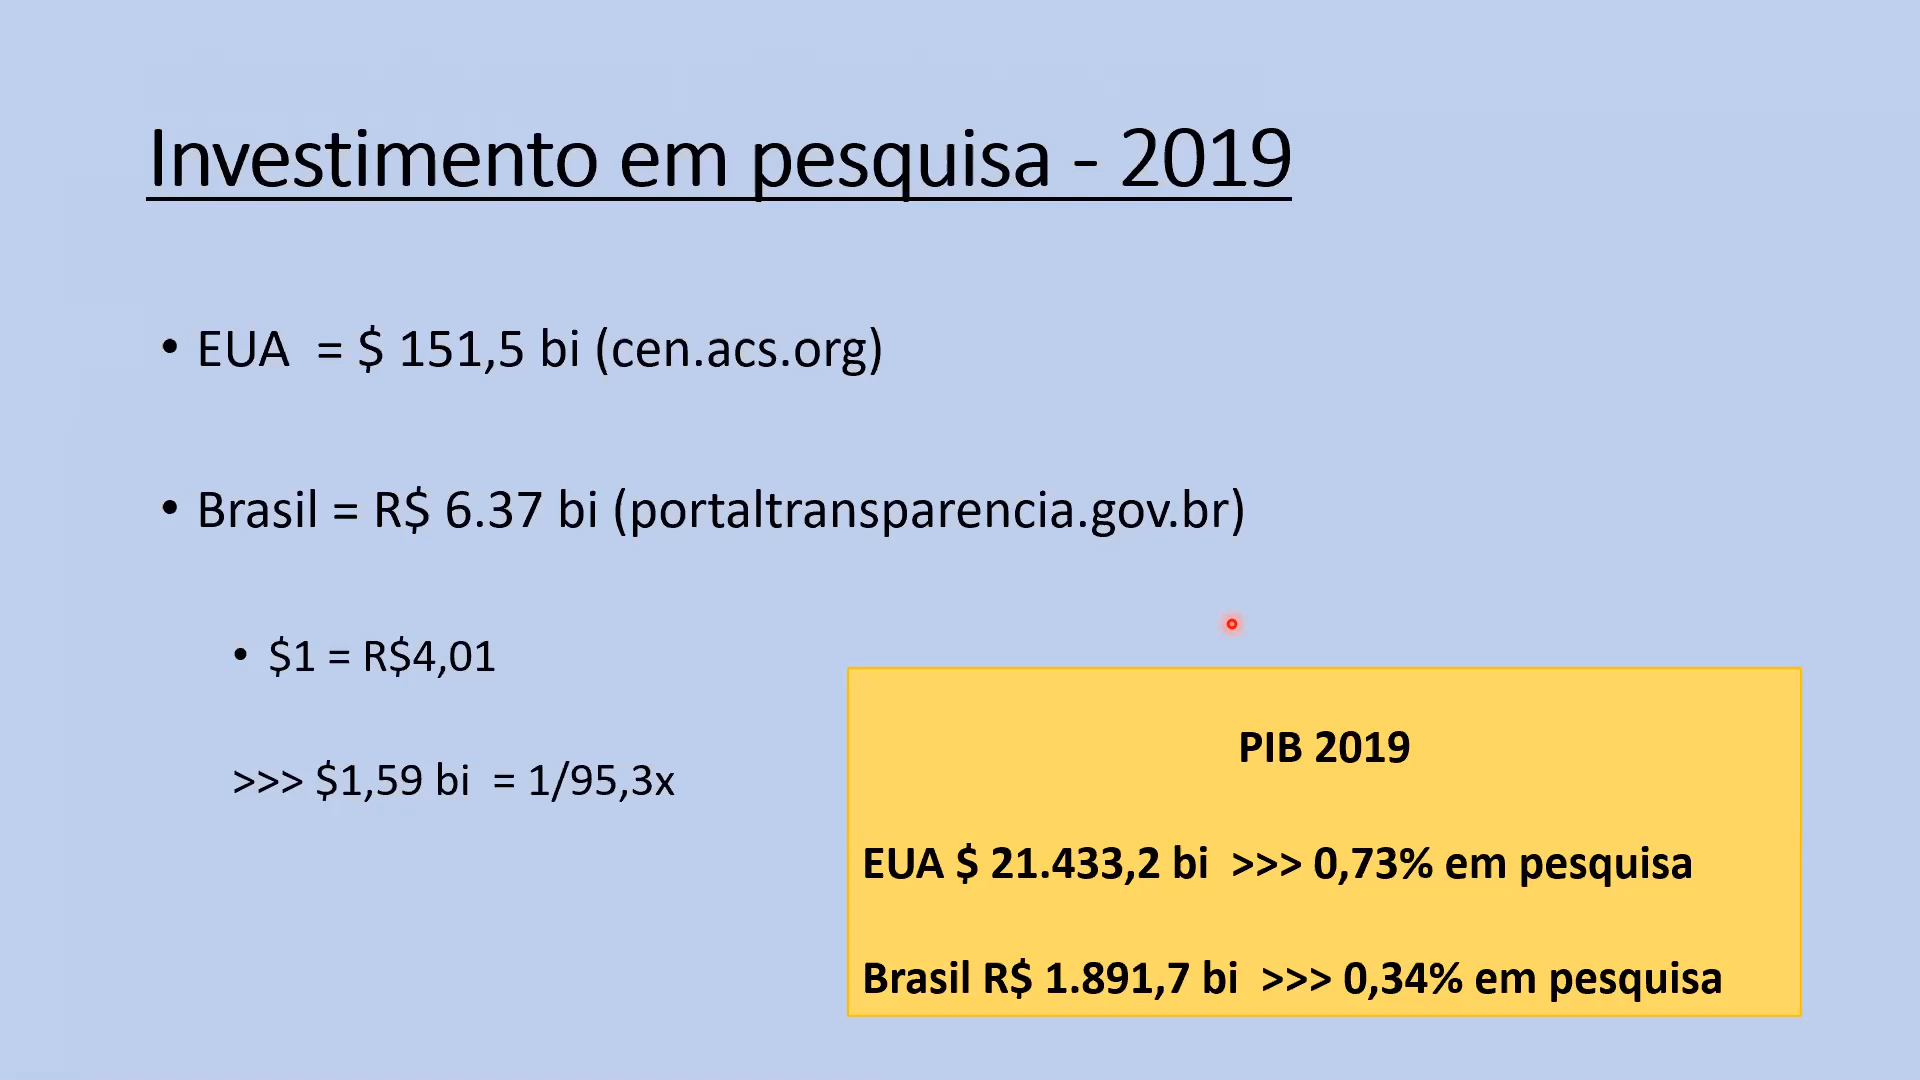 Investimento em pesquisa - 2019
• EUA = $ 151,5 bi (cen.acs.org)
• Brasil = R$ 6.37 bi (portaltransparencia.gov.br)
• $1 = R$4,01
>>> $1,59 bi = 1/95,3x
PIB 2019
EUA $ 21.433,2 bi >>> 0,73% em pesquisa
Brasil R$ 1.891,7 bi >>> 0,34% em pesquisa